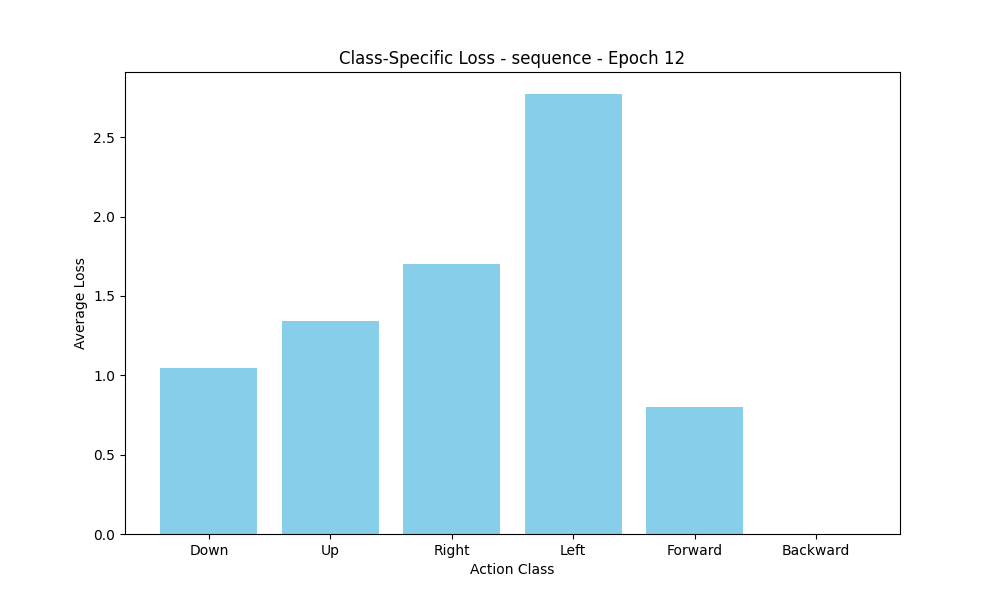 Class-Specific Loss - sequence - Epoch 12
Average Loss
2.5
2.0
1.5
1.0
0.5
0.0
Down Up Right Left Forward Backward
Action Class